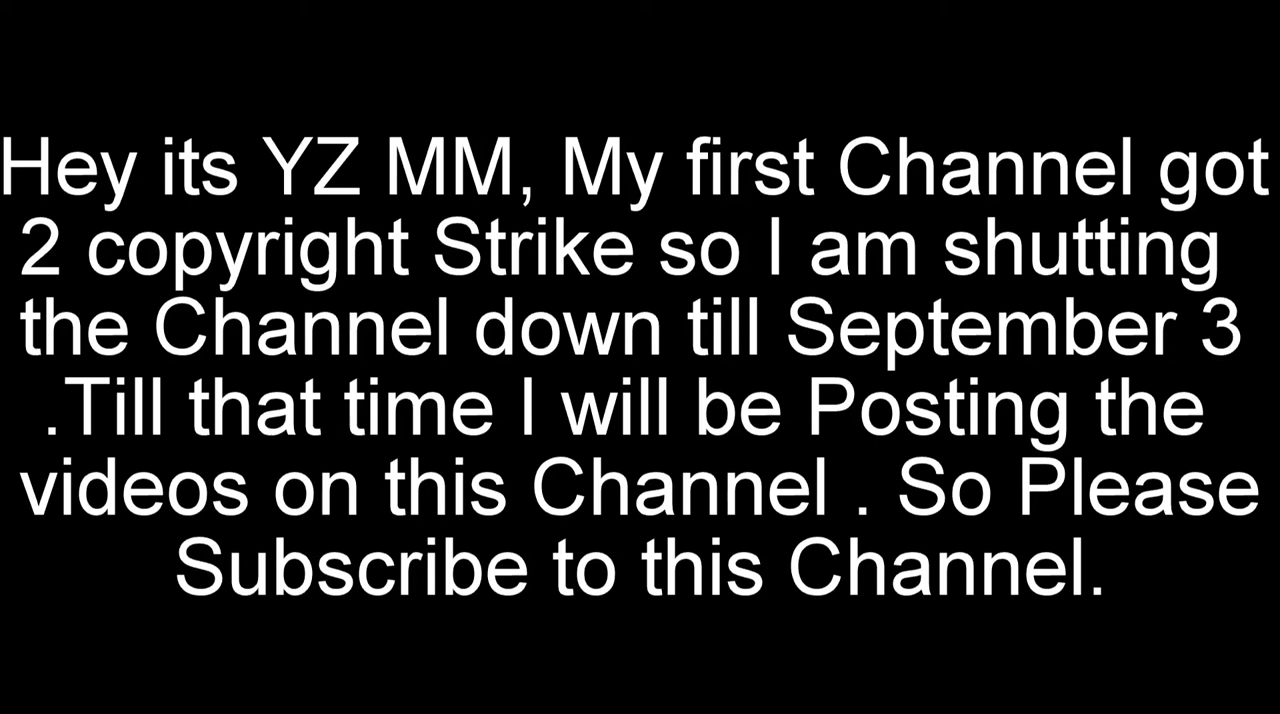 Hey its YZ MM, My first Channel got
2 copyright Strike so I am shutting
the Channel down till September 3
.Till that time I will be Posting the
videos on this Channel . So Please
Subscribe to this Channel.